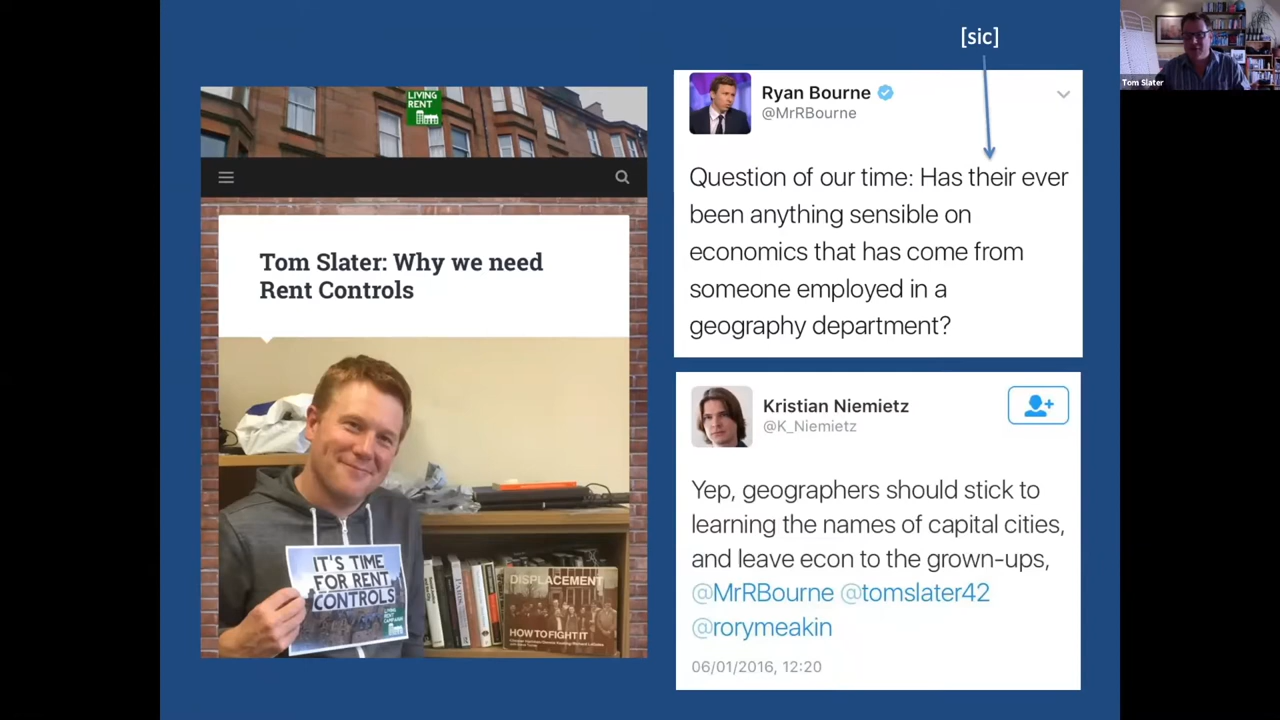 [sic]
Tom Slater
LIVING
RENT
Tom Slater: Why we need
Rent Controls
IT'S TIME
FOR RENT
CONTROLS
LIVING
RENT
CAMPAIGN
DISPLACEMENT
HOW TO FIGHT IT
Ryan Bourne
@MrRBourne
Question of our time: Has their ever
been anything sensible on
economics that has come from
someone employed in a
geography department?
Kristian Niemietz
@K_Niemietz
Yep, geographers should stick to
learning the names of capital cities,
and leave econ to the grown-ups,
@MrRBourne @tomslater42
@rorymeakin
06/01/2016, 12:20